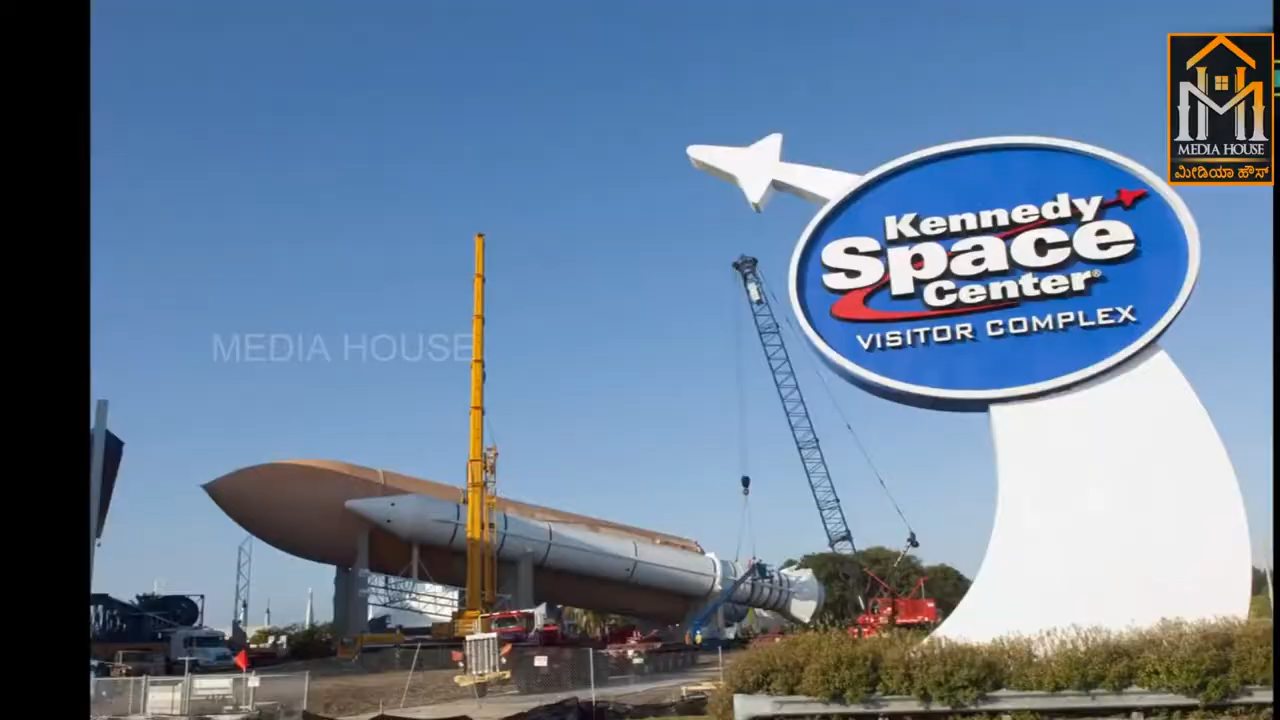 MEDIA HOUSE
ಮೀಡಿಯಾ ಹೌಸ್
Kennedy
Space
Center®
VISITOR COMPLEX
MEDIA HOUSE